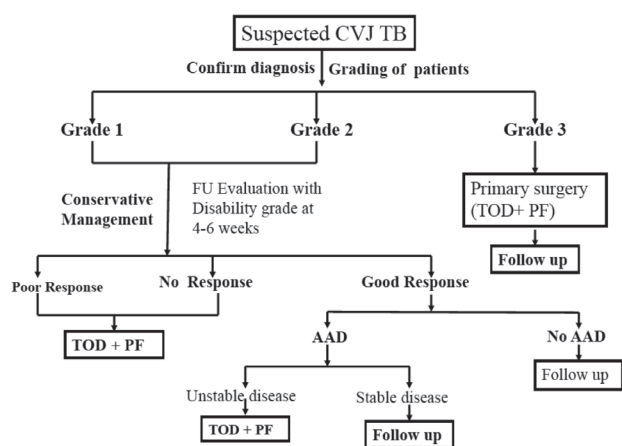 Suspected CVJ TB
Confirm diagnosis
Grading of patients
Grade 1
Grade 2
Grade 3
Conservative
Management
FU Evaluation with
Disability grade at
4-6 weeks
Primary surgery
(TOD+ PF)
Follow up
Poor Response
No Response
Good Response
TOD + PF
AAD
No AAD
Follow up
Unstable disease
Stable disease
TOD + PF
Follow up